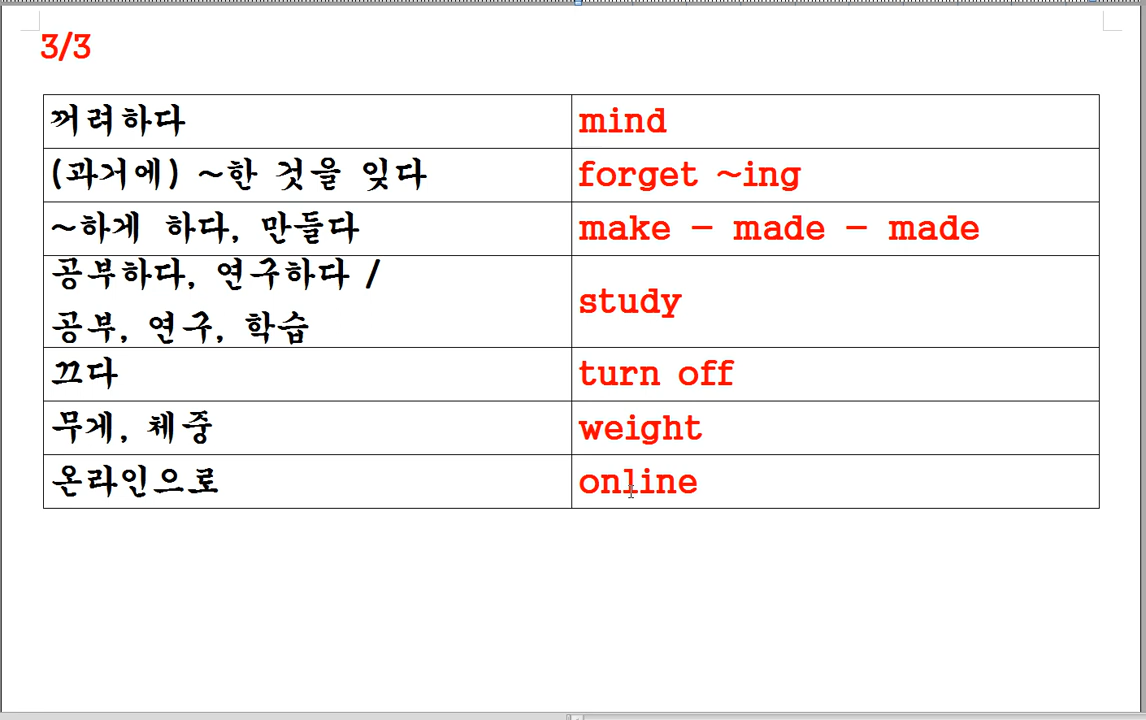 3/3
꺼려하다 mind
(과거에) ~한 것을 잊다 forget ~ing
~하게 하다, 만들다 make - made - made
공부하다, 연구하다 /
공부, 연구, 학습 study
끄다 turn off
무게, 체중 weight
온라인으로 online